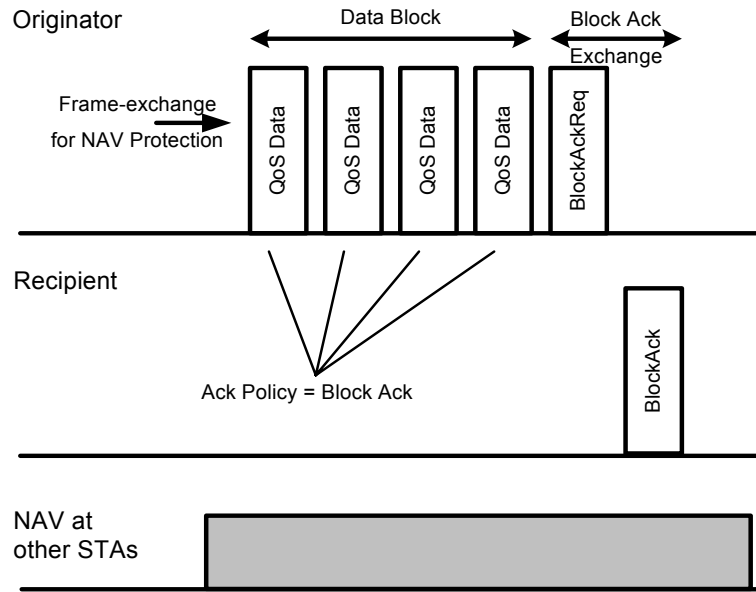 Originator
Data Block
Block Ack
Exchange
Frame-exchange
for NAV Protection
QoS Data
QoS Data
QoS Data
QoS Data
BlockAckReq
Recipient
Ack Policy = Block Ack
BlockAck
NAV at
other STAs